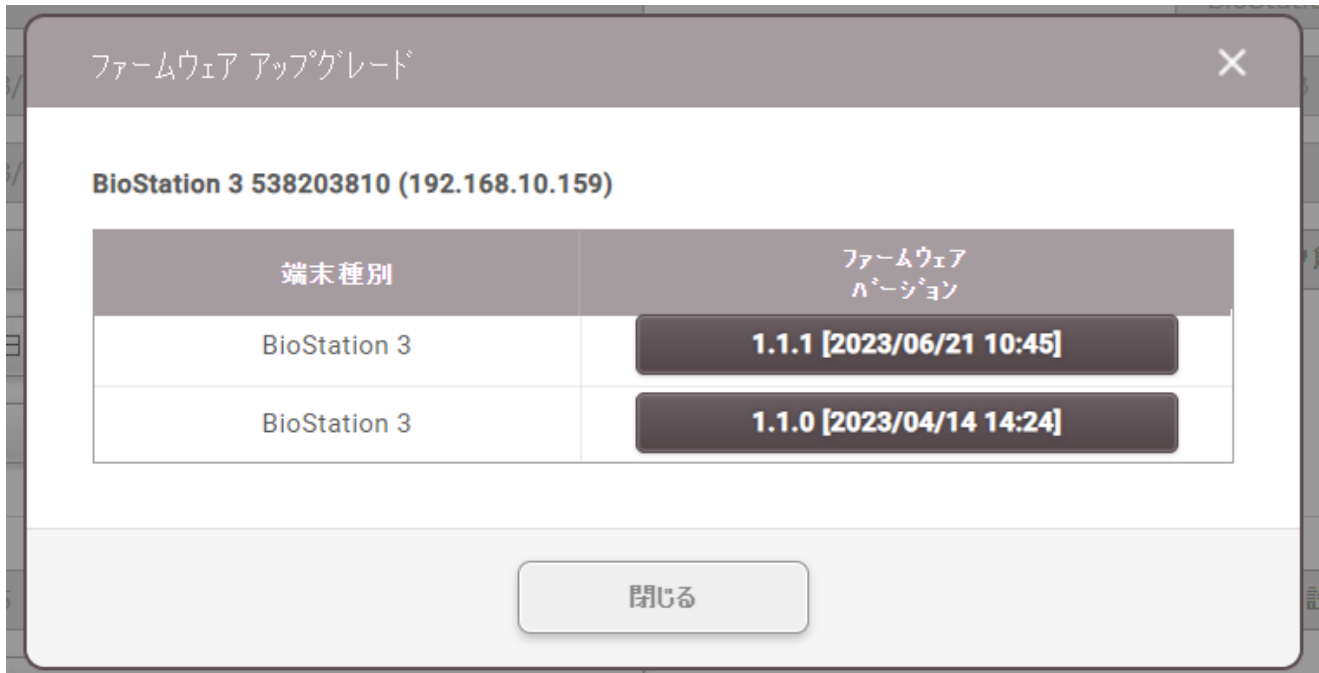 ファームウェア アップグレード
BioStation 3 538203810 (192.168.10.159)
端末種別
ファームウェア
バージョン
BioStation 3
1.1.1 [2023/06/21 10:45]
BioStation 3
1.1.0 [2023/04/14 14:24]
閉じる